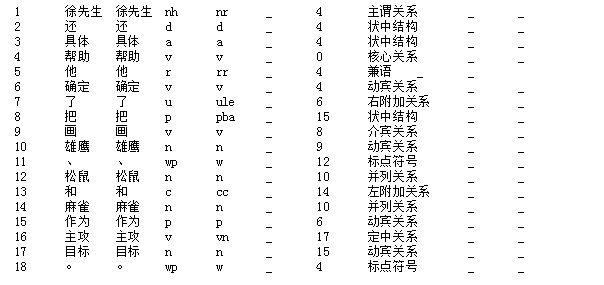 1 徐先生 徐先生 nh nr _ 4 主谓关系 _ _
2 还 还 d d _ 4 状中结构 _ _
3 具体 具体 a a _ 4 状中结构 _ _
4 帮助 帮助 v v _ 0 核心关系 _ _
5 他 他 r rr _ 4 兼语 _ _
6 确定 确定 v v _ 4 动宾关系 _ _
7 了 了 u ule _ 6 右附加关系 _ _
8 把 把 p pba _ 15 状中结构 _ _
9 画 画 v v _ 8 介宾关系 _ _
10 雄鹰 雄鹰 n n _ 9 动宾关系 _ _
11 、 、 wp w _ 12 标点符号 _ _
12 松鼠 松鼠 n n _ 10 并列关系 _ _
13 和 和 c cc _ 14 左附加关系 _ _
14 麻雀 麻雀 n n _ 10 并列关系 _ _
15 作为 作为 p p _ 6 动宾关系 _ _
16 主攻 主攻 v vn _ 17 定中关系 _ _
17 目标 目标 n n _ 15 动宾关系 _ _
18 。 。 wp w _ 4 标点符号 _ _